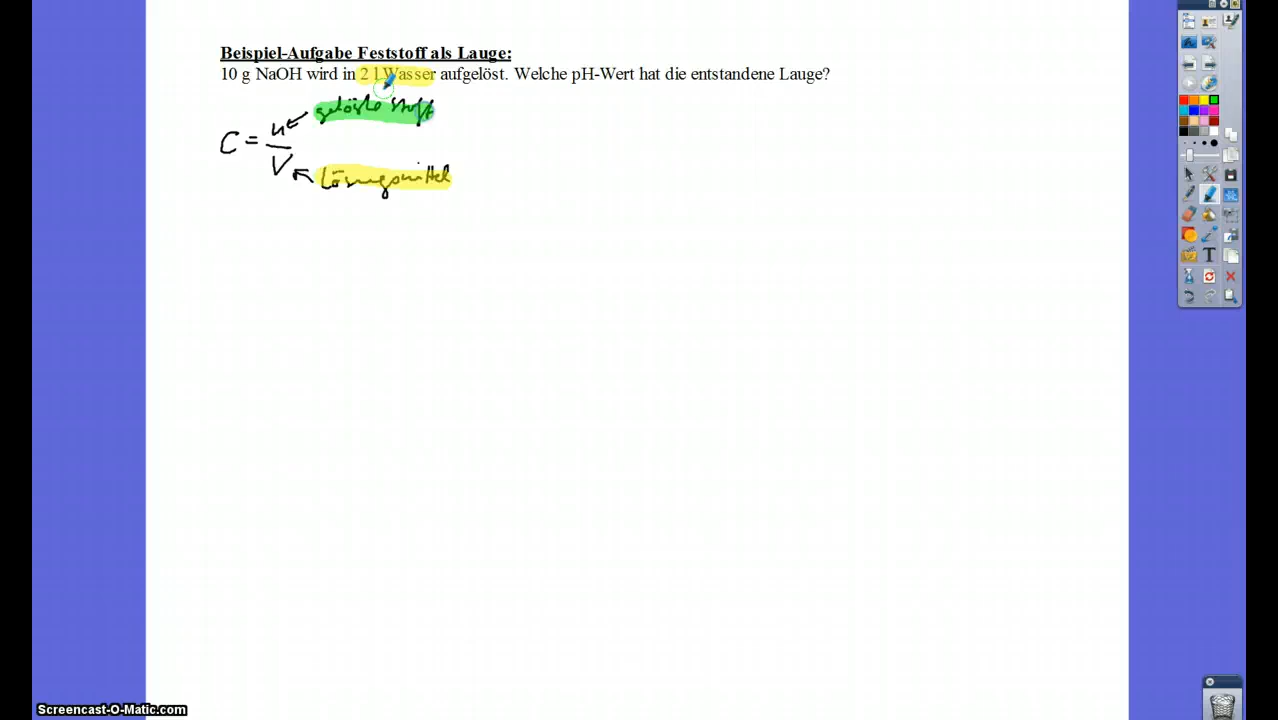 Beispiel-Aufgabe Feststoff als Lauge:
10 g NaOH wird in 2 l Wasser aufgelöst. Welche pH-Wert hat die entstandene Lauge?
gelöste Stoff
C = n
V
Lösungsmittel
Screencast-O-Matic.com